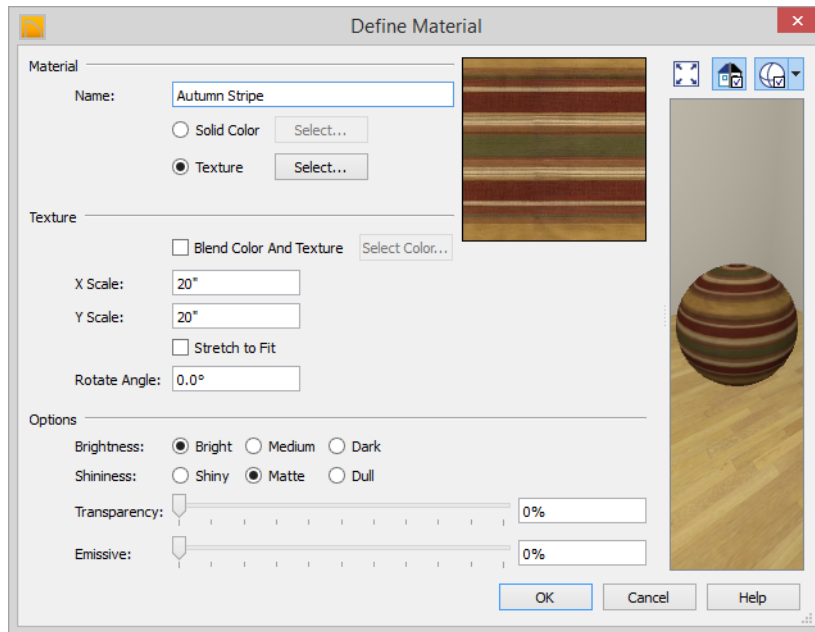 Define Material
Material
Name: Autumn Stripe
Solid Color Select...
Texture Select...
Texture
Blend Color And Texture Select Color...
X Scale: 20"
Y Scale: 20"
Stretch to Fit
Rotate Angle: 0.0°
Options
Brightness: Bright Medium Dark
Shininess: Shiny Matte Dull
Transparency: 0%
Emissive: 0%
OK Cancel Help